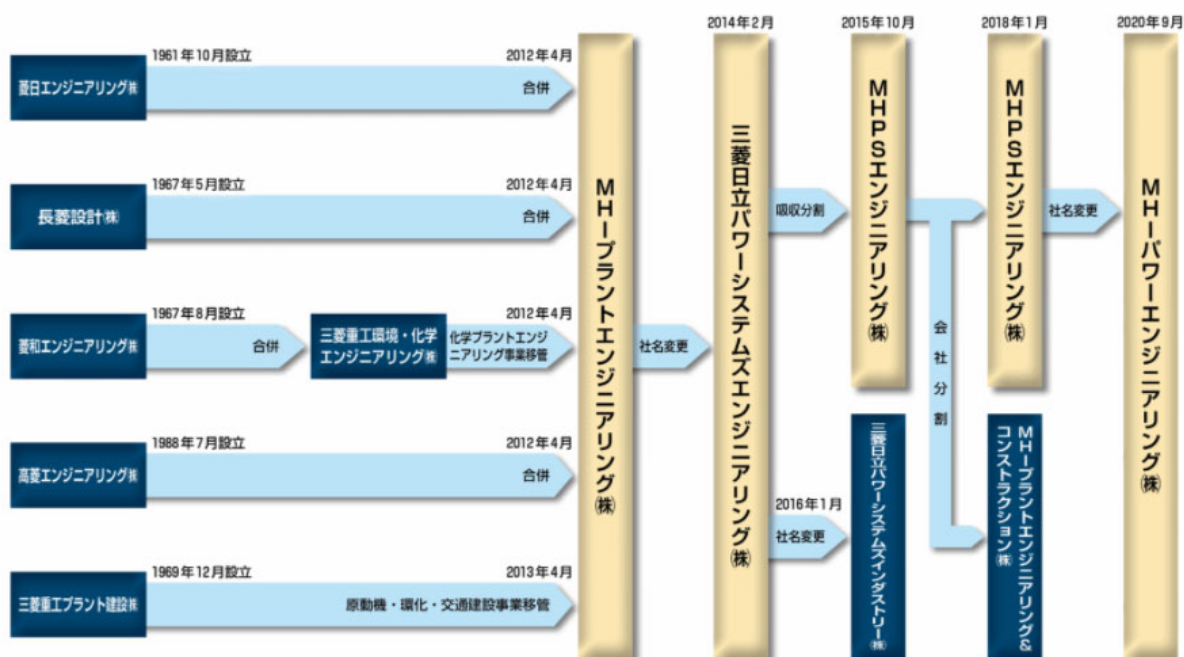 2014年2月
2015年10月
2018年1月
2020年9月
1961年10月設立
2012年4月
菱日エンジニアリング㈱
合併
1967年5月設立
2012年4月
長菱設計㈱
合併
1967年8月設立
2012年4月
菱和エンジニアリング㈱
合併
三菱重工環境・化学
エンジニアリング㈱
化学プラントエンジ
ニアリング事業移管
1988年7月設立
2012年4月
高菱エンジニアリング㈱
合併
1969年12月設立
2013年4月
三菱重工プラント建設㈱
原動機・環化・交通建設事業移管
MHIプラントエンジニアリング㈱
社名変更
三菱日立パワーシステムズエンジニアリング㈱
吸収分割
2016年1月
社名変更
MHPSエンジニアリング㈱
三菱日立パワーシステムズインダストリー㈱
会社分割
MHPSエンジニアリング㈱
MHIプラントエンジニアリング&
コンストラクション㈱
社名変更
MHIパワーエンジニアリング㈱